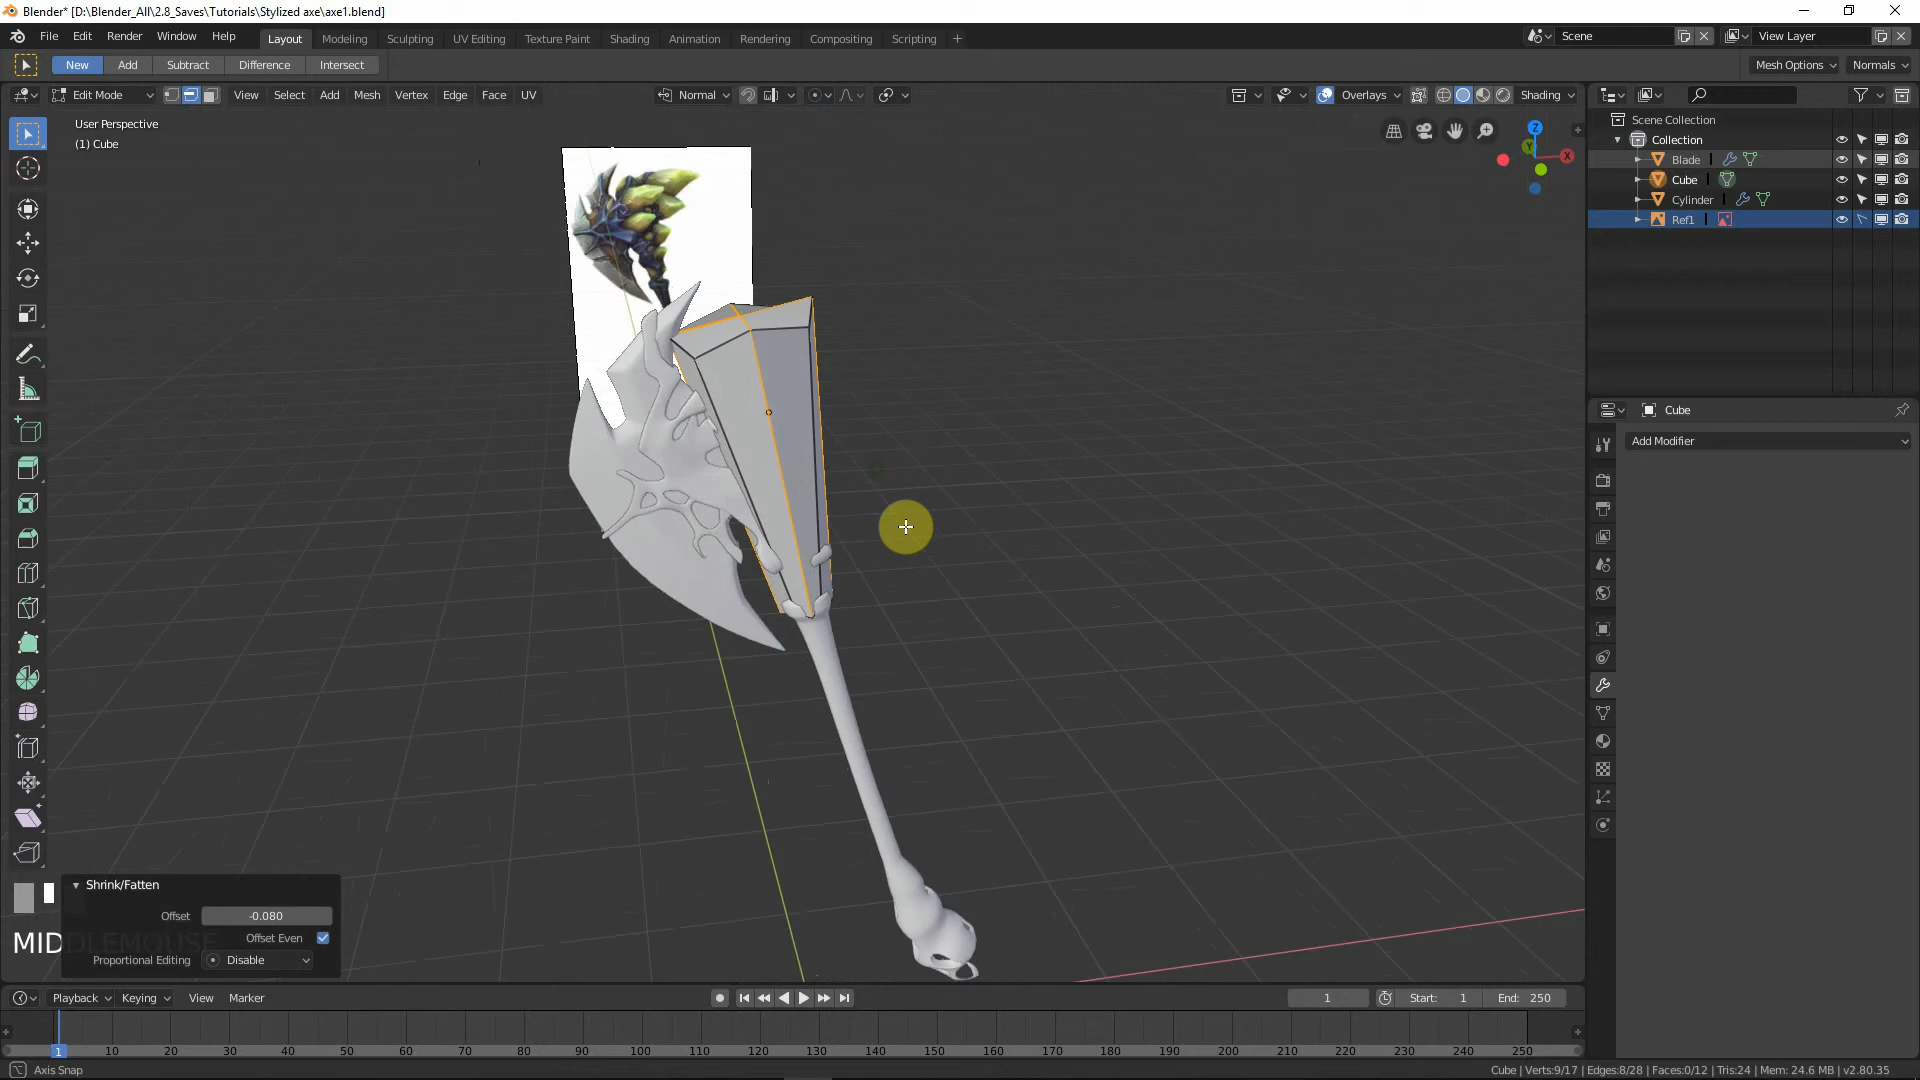 Blender* [D:\Blender_All\2.8_Saves\Tutorials\Stylized axe\axe1.blend]
File Edit Render Window Help Layout Modeling Sculpting UV Editing Texture Paint Shading Animation Rendering Compositing Scripting + Scene View Layer
New Add Subtract Difference Intersect Mesh Options Normals
Edit Mode View Select Add Mesh Vertex Edge Face UV Normal Overlays Shading
User Perspective
(1) Cube
Z
Y
X
Scene Collection
Collection
Blade
Cube
Cylinder
Ref1
Cube
Add Modifier
Shrink/Fatten
Offset -0.080
Offset Even
Proportional Editing Disable
MIDDLEMOUSE
Playback Keying View Marker 1 Start: 1 End: 250
1 10 20 30 40 50 60 70 80 90 100 110 120 130 140 150 160 170 180 190 200 210 220 230 240 250
Axis Snap Cube | Verts:9/17 | Edges:8/28 | Faces:0/12 | Tris:24 | Mem: 24.6 MB | v2.80.35